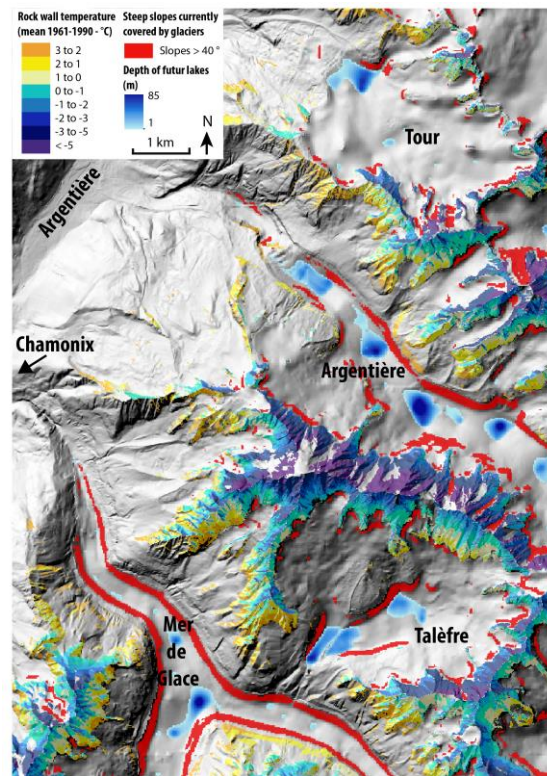 Rock wall temperature
(mean 1961-1990 - °C)
3 to 2
2 to 1
1 to 0
0 to -1
-1 to -2
-2 to -3
-3 to -5
< -5
Steep slopes currently
covered by glaciers
Slopes > 40 °
Depth of futur lakes
(m)
85
1
N
1 km
Tour
Argentière
Chamonix
Argentière
Mer
de
Glace
Talèfre